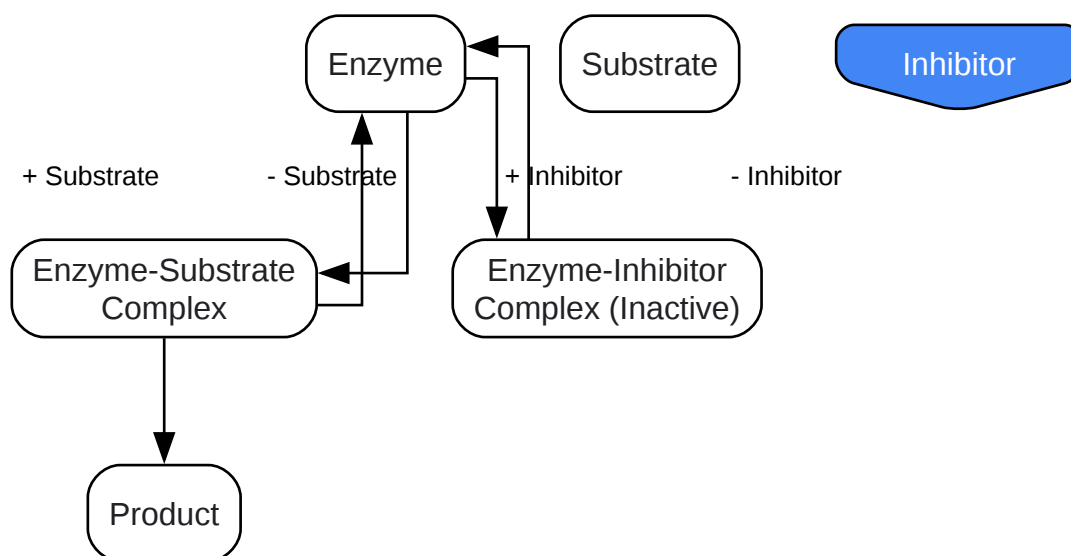 Enzyme
Substrate
Inhibitor
+ Substrate
- Substrate
+ Inhibitor
- Inhibitor
Enzyme-Substrate
Complex
Enzyme-Inhibitor
Complex (Inactive)
Product